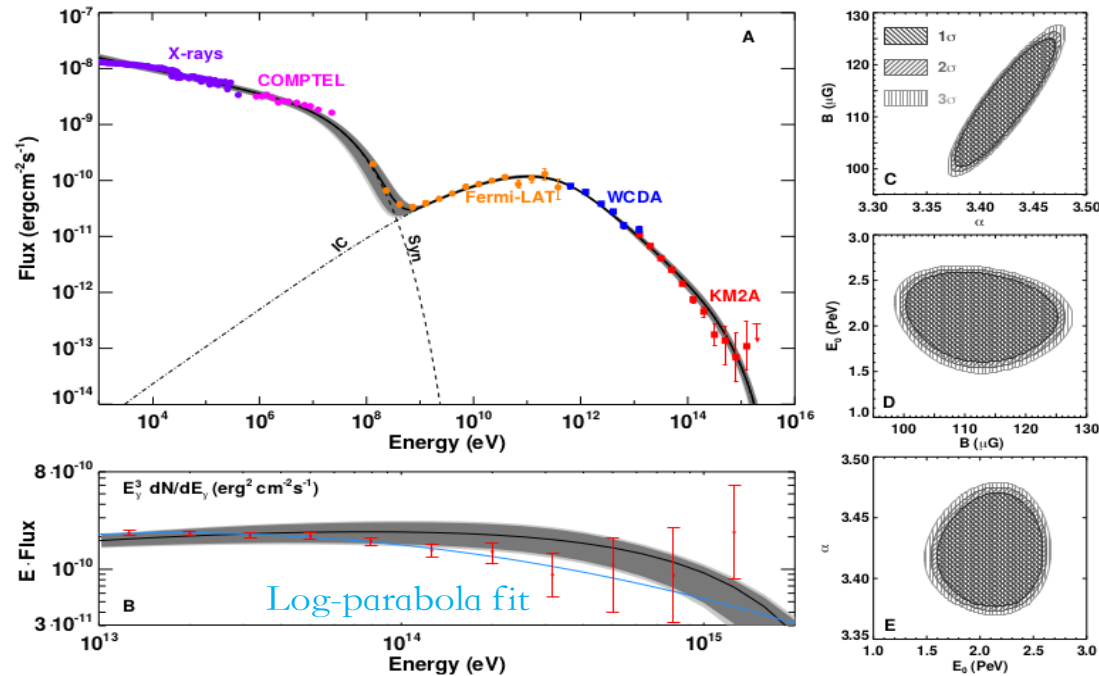 10⁻⁷
10⁻⁸
10⁻⁹
10⁻¹⁰
10⁻¹¹
10⁻¹²
10⁻¹³
10⁻¹⁴
Flux (ergcm⁻²s⁻¹)
A
X-rays
COMPTEL
Fermi-LAT
WCDA
KM2A
IC
Syn
10⁴ 10⁶ 10⁸ 10¹⁰ 10¹² 10¹⁴ 10¹⁶
Energy (eV)
8·10⁻¹⁰
10⁻¹⁰
3·10⁻¹¹
E·Flux
E³ᵧ dN/dEᵧ (erg² cm⁻²s⁻¹)
B
Log-parabola fit
10¹³ 10¹⁴ 10¹⁵
Energy (eV)
130
120
110
100
B (μG)
1σ
2σ
3σ
C
3.30 3.35 3.40 3.45 3.50
α
3.0
2.5
2.0
1.5
1.0
E₀ (PeV)
D
100 110 120 130
B (μG)
3.50
3.45
3.40
3.35
α
E
1.0 1.5 2.0 2.5 3.0
E₀ (PeV)